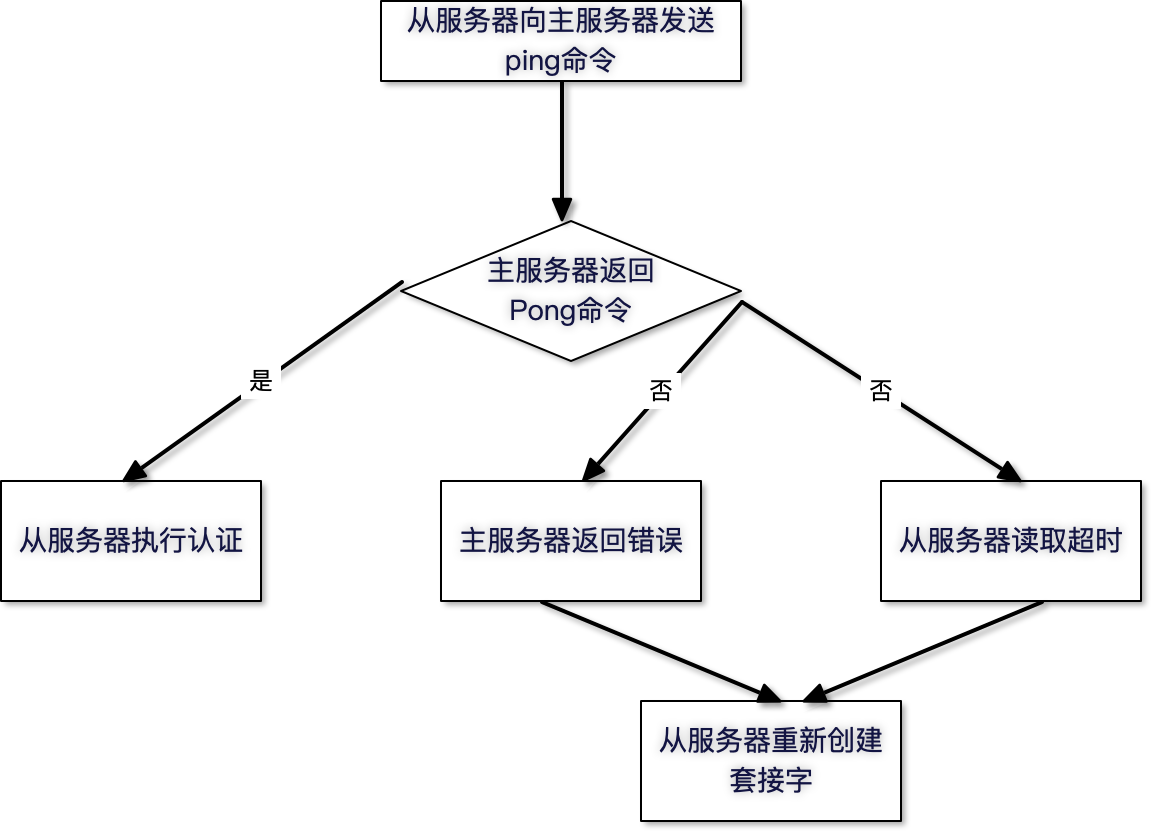 从服务器向主服务器发送
ping命令
主服务器返回
Pong命令
是
否
否
从服务器执行认证
主服务器返回错误
从服务器读取超时
从服务器重新创建
套接字